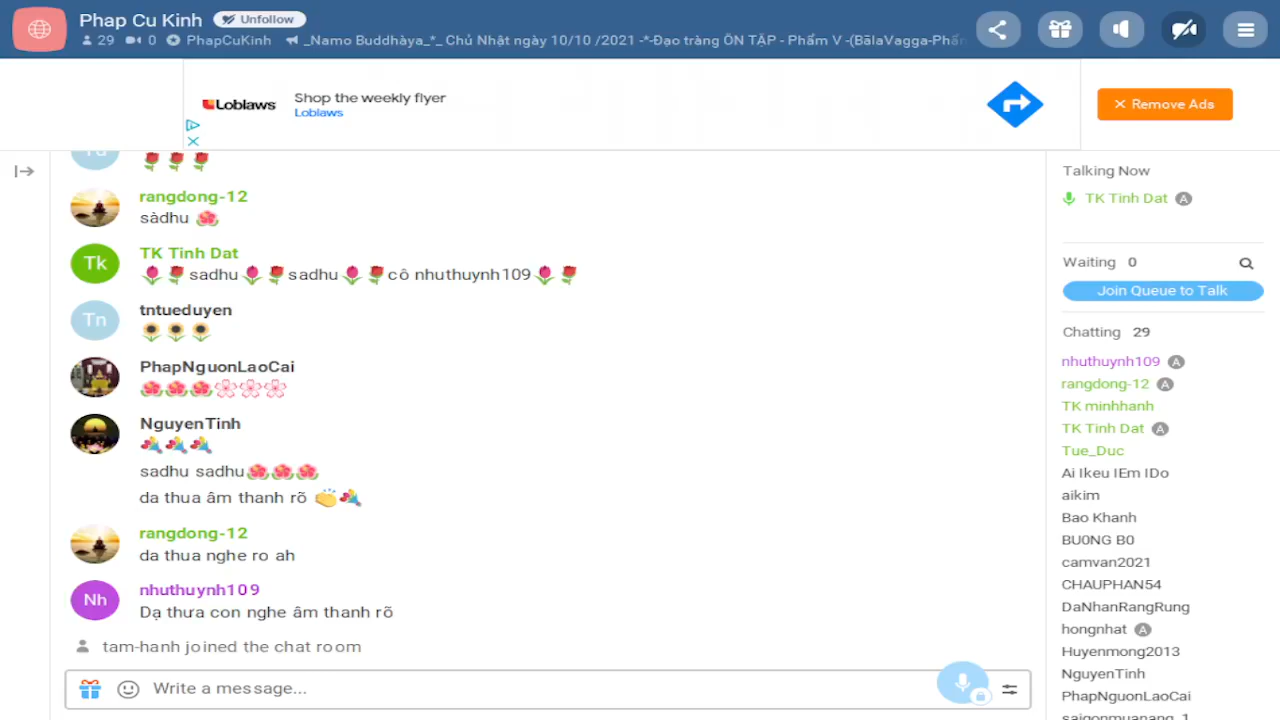 Phap Cu Kinh
Unfollow
29 0 PhapCuKinh _Namo Buddhàya_*_ Chủ Nhật ngày 10/10 /2021 -*-Đạo tràng ÔN TẬP - Phẩm V -(BālaVagga-Phẩm
Loblaws
Shop the weekly flyer
Loblaws
Remove Ads
rangdong-12
sàdhu
Tk
TK Tinh Dat
sadhu sadhu cô nhuthuynh109
Tn
tntueduyen
PhapNguonLaoCai
NguyenTinh
sadhu sadhu
da thua âm thanh rõ
rangdong-12
da thua nghe ro ah
Nh
nhuthuynh109
Dạ thưa con nghe âm thanh rõ
tam-hanh joined the chat room
Write a message...
Talking Now
TK Tinh Dat A
Waiting 0
Join Queue to Talk
Chatting 29
nhuthuynh109 A
rangdong-12 A
TK minhhanh
TK Tinh Dat A
Tue_Duc
Ai Ikeu IEm IDo
aikim
Bao Khanh
BU0NG B0
camvan2021
CHAUPHAN54
DaNhanRangRung
hongnhat A
Huyenmong2013
NguyenTinh
PhapNguonLaoCai
saigonmuanang_1